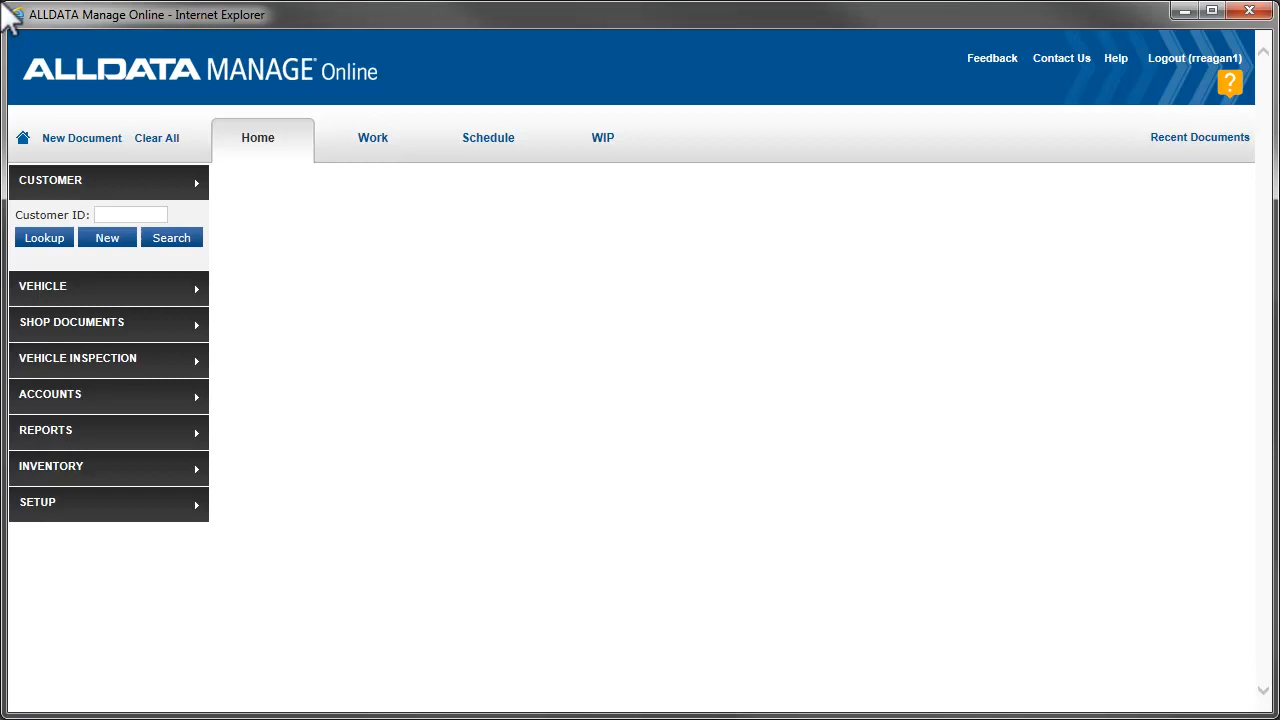 ALLDATA Manage Online - Internet Explorer
ALLDATA MANAGE® Online
Feedback Contact Us Help Logout (rreagan1)
?
New Document Clear All Home Work Schedule WIP Recent Documents
CUSTOMER
Customer ID:
Lookup New Search
VEHICLE
SHOP DOCUMENTS
VEHICLE INSPECTION
ACCOUNTS
REPORTS
INVENTORY
SETUP